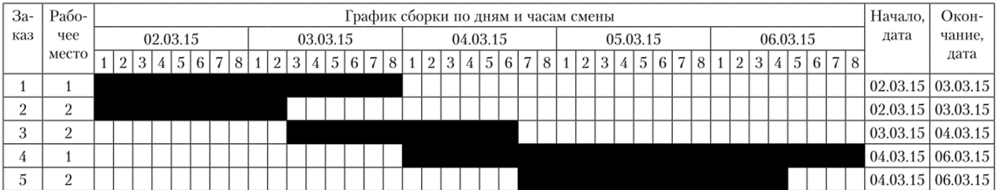 За-каз Рабо-чее место График сборки по дням и часам смены Начало, дата Окон-чание, дата
02.03.15 03.03.15 04.03.15 05.03.15 06.03.15
1 2 3 4 5 6 7 8 1 2 3 4 5 6 7 8 1 2 3 4 5 6 7 8 1 2 3 4 5 6 7 8 1 2 3 4 5 6 7 8
1 1 02.03.15 03.03.15
2 2 02.03.15 03.03.15
3 2 03.03.15 04.03.15
4 1 04.03.15 06.03.15
5 2 04.03.15 06.03.15